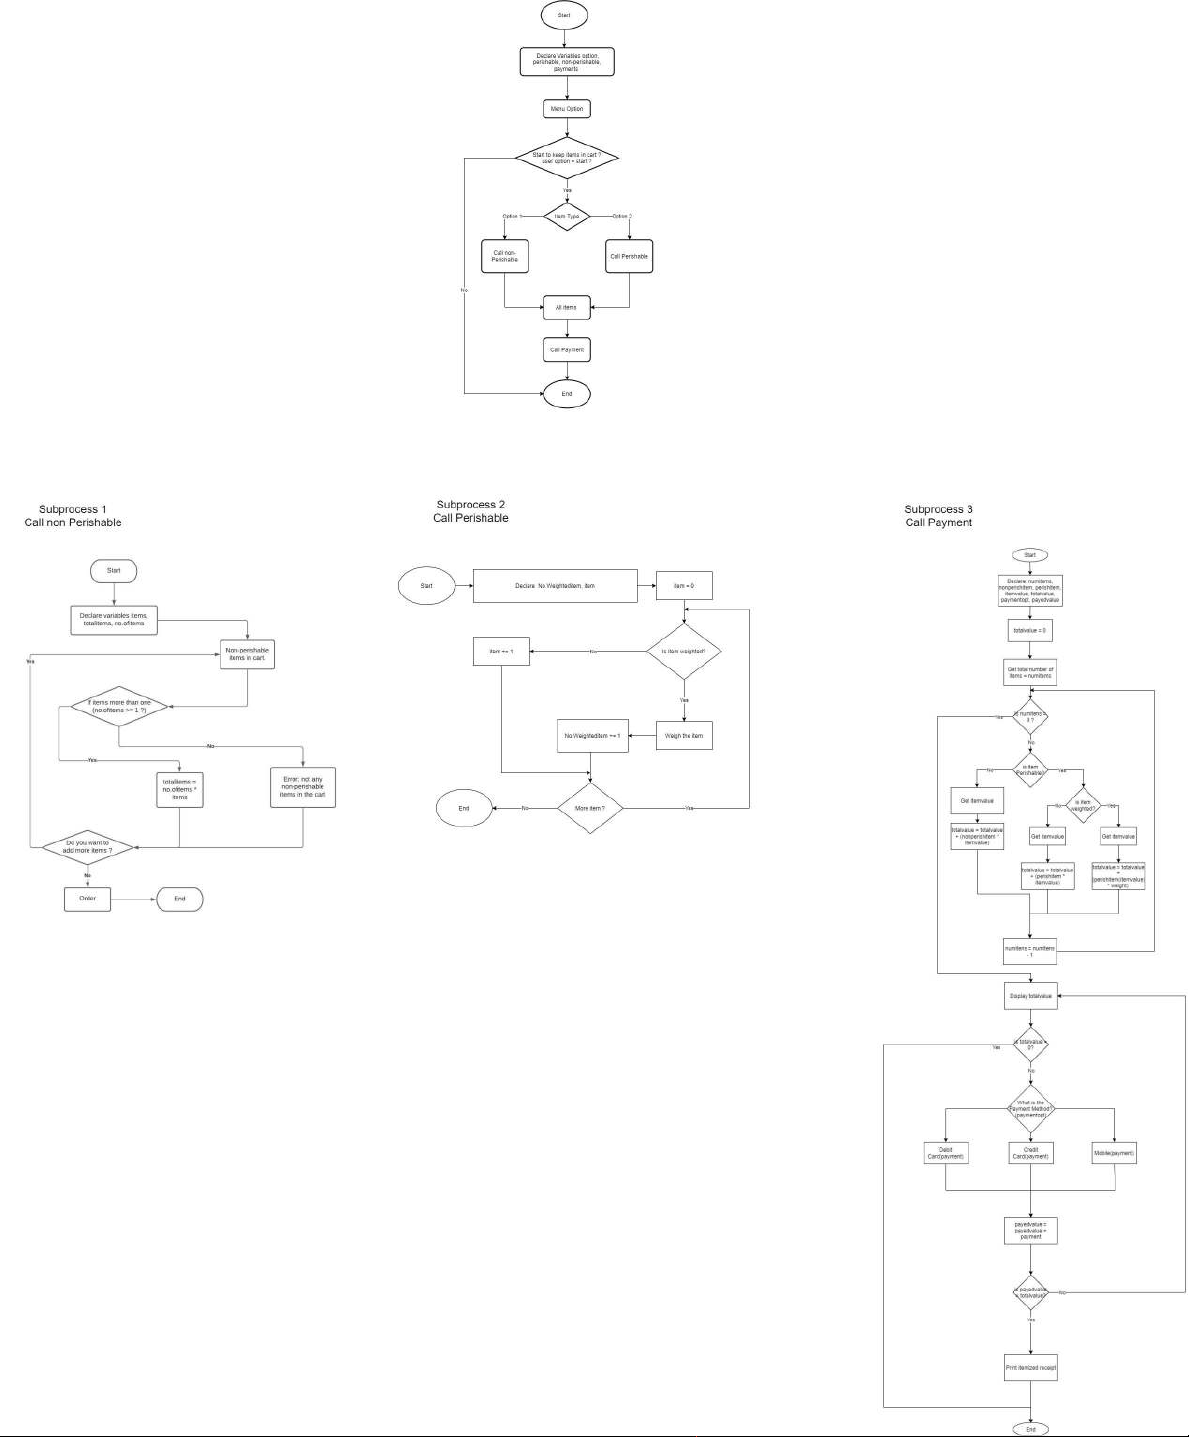 Start
Declare Variables option,
perishable, non-perishable,
payments
Menu Option
Start to keep items in cart ?
user option = start ?
Yes
Item Type
Option 1
Option 2
Call non-
Perishable
Call Perishable
No
All items
Call Payment
End
Subprocess 1
Call non Perishable
Start
Declare variables items,
totalitems, no.ofitems
Non-perishable
items in cart.
Yes
If items more than one
(no.ofitems >= 1 ?)
No
Yes
totalitems =
no.ofitems *
items
Error: not any
non-perishable
items in the cart
Do you want to
add more items ?
No
Order
End
Subprocess 2
Call Perishable
Start
Declare No.WeightedItem, item
item = 0
Is item weighted?
No
item += 1
Yes
Weigh the item
No.WeightedItem += 1
More item?
No
Yes
End
Subprocess 3
Call Payment
Start
Declare: numitems,
nonperishitem, perishitem,
itemvalue, totalvalue,
paymentopt, payedvalue
totalvalue = 0
Get total number of
items = numitems
Yes
No
Is item
Perishable?
No
Yes
Get itemvalue
Is item
weighted?
No
Yes
totalvalue = totalvalue
+ (nonperishitem *
itemvalue)
Get itemvalue
Get itemvalue
totalvalue = totalvalue
+ (perishitem *
itemvalue)
totalvalue = totalvalue
+
(perishitem(itemvalue)
* weight)
numitems = numitems
- 1
Display totalvalue
Is totalvalue =
0?
Yes
No
What is the
Payment Method?
(paymentopt)
Debit
Card(payment)
Credit
Card(payment)
Mobile(payment)
payedvalue =
payedvalue +
payment
Is payedvalue
= totalvalue?
No
Yes
Print itemized receipt
End